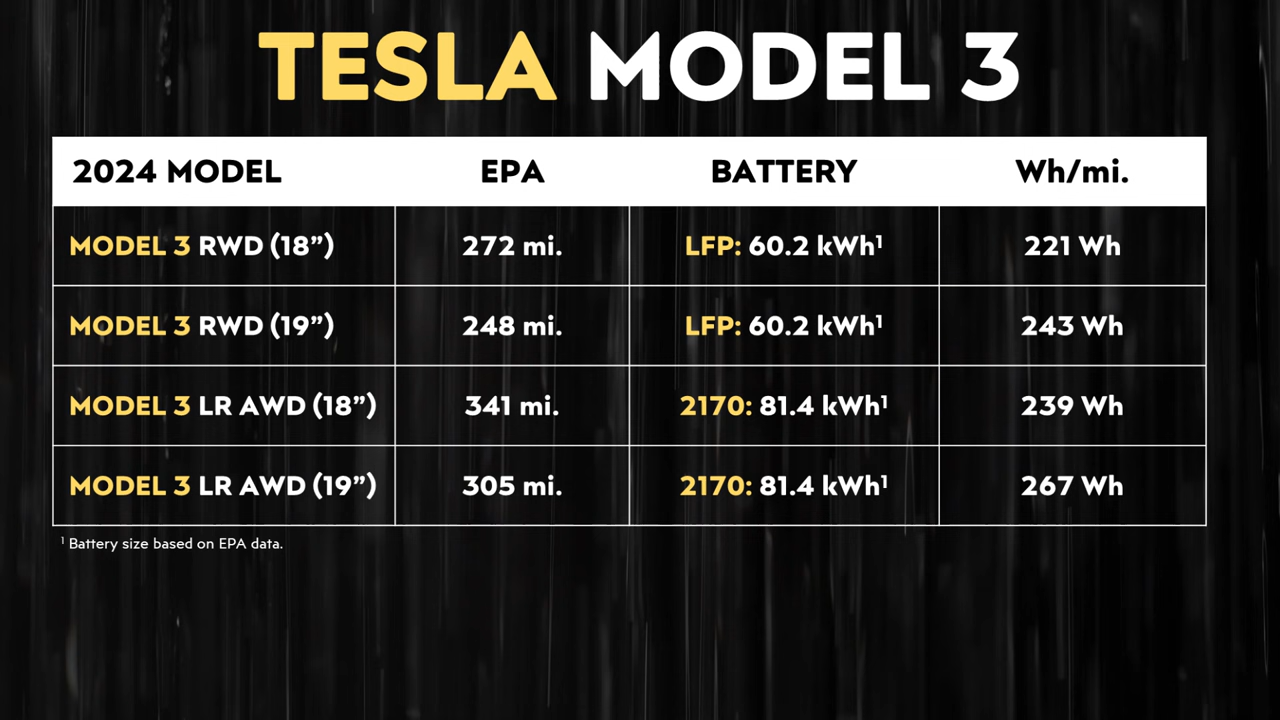 TESLA MODEL 3
2024 MODEL EPA BATTERY Wh/mi.
MODEL 3 RWD (18”) 272 mi. LFP: 60.2 kWh¹ 221 Wh
MODEL 3 RWD (19”) 248 mi. LFP: 60.2 kWh¹ 243 Wh
MODEL 3 LR AWD (18”) 341 mi. 2170: 81.4 kWh¹ 239 Wh
MODEL 3 LR AWD (19”) 305 mi. 2170: 81.4 kWh¹ 267 Wh
¹ Battery size based on EPA data.